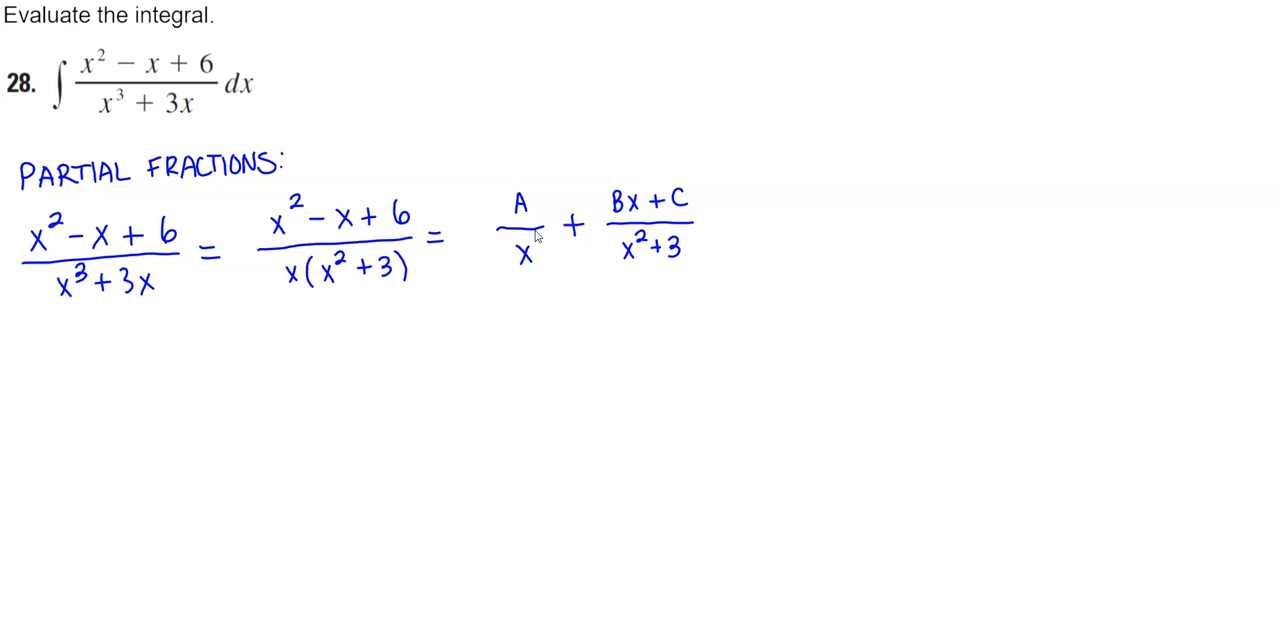 Evaluate the integral.
28. ∫ (x² − x + 6)/(x³ + 3x) dx
PARTIAL FRACTIONS:
(x² − x + 6)/(x³ + 3x) = (x² − x + 6)/(x(x² + 3)) = A/x + (Bx + C)/(x² + 3)